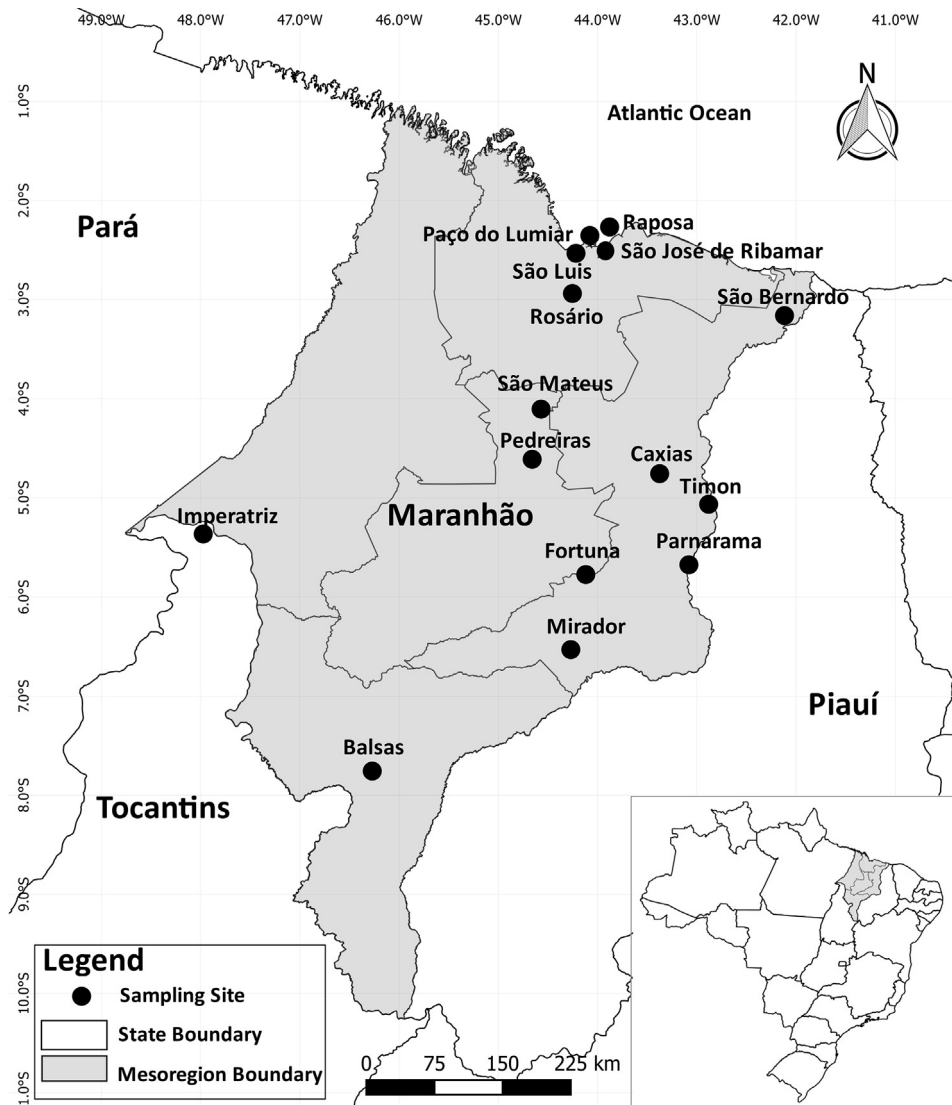 49.0°W 48.0°W 47.0°W 46.0°W 45.0°W 44.0°W 43.0°W 42.0°W 41.0°W
N
1.0°S
Atlantic Ocean
2.0°S
Pará
Raposa
Paço do Lumiar
São José de Ribamar
São Luis
3.0°S
São Bernardo
Rosário
4.0°S
São Mateus
Pedreiras
Caxias
Timon
5.0°S
Imperatriz
Maranhão
Parnarama
Fortuna
6.0°S
Mirador
7.0°S
Piauí
Balsas
8.0°S
Tocantins
9.0°S
Legend
Sampling Site
State Boundary
Mesoregion Boundary
10.0°S
0 75 150 225 km